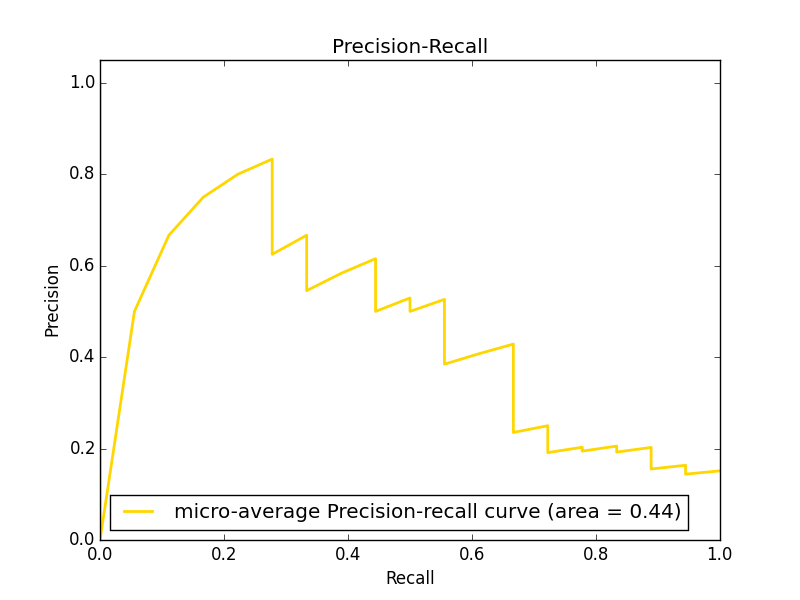 Precision-Recall
1.0
0.8
0.6
0.4
0.2
0.0
Precision
micro-average Precision-recall curve (area = 0.44)
0.0 0.2 0.4 0.6 0.8 1.0
Recall